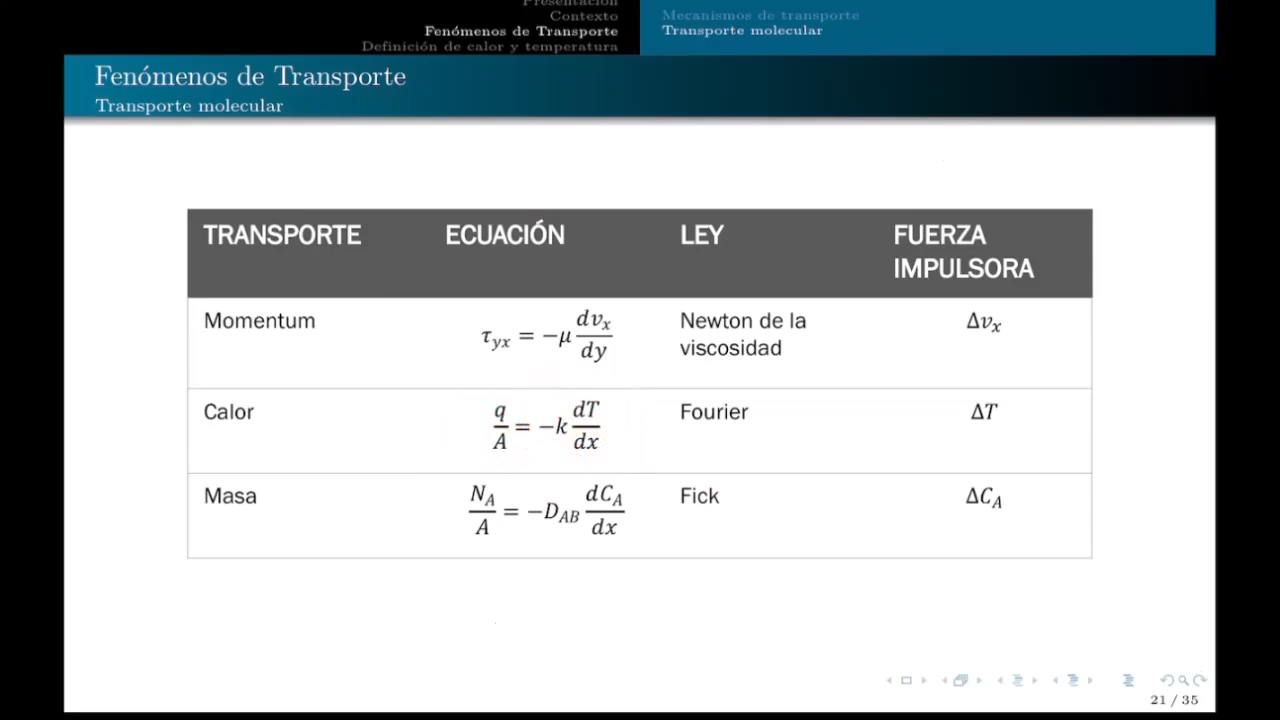 Presentación
Contexto
Fenómenos de Transporte
Definición de calor y temperatura
Mecanismos de transporte
Transporte molecular
Fenómenos de Transporte
Transporte molecular
TRANSPORTE ECUACIÓN LEY FUERZA IMPULSORA
Momentum τ_yx = −μ dv_x/dy Newton de la viscosidad Δv_x
Calor q/A = −k dT/dx Fourier ΔT
Masa N_A/A = −D_AB dC_A/dx Fick ΔC_A
21 / 35